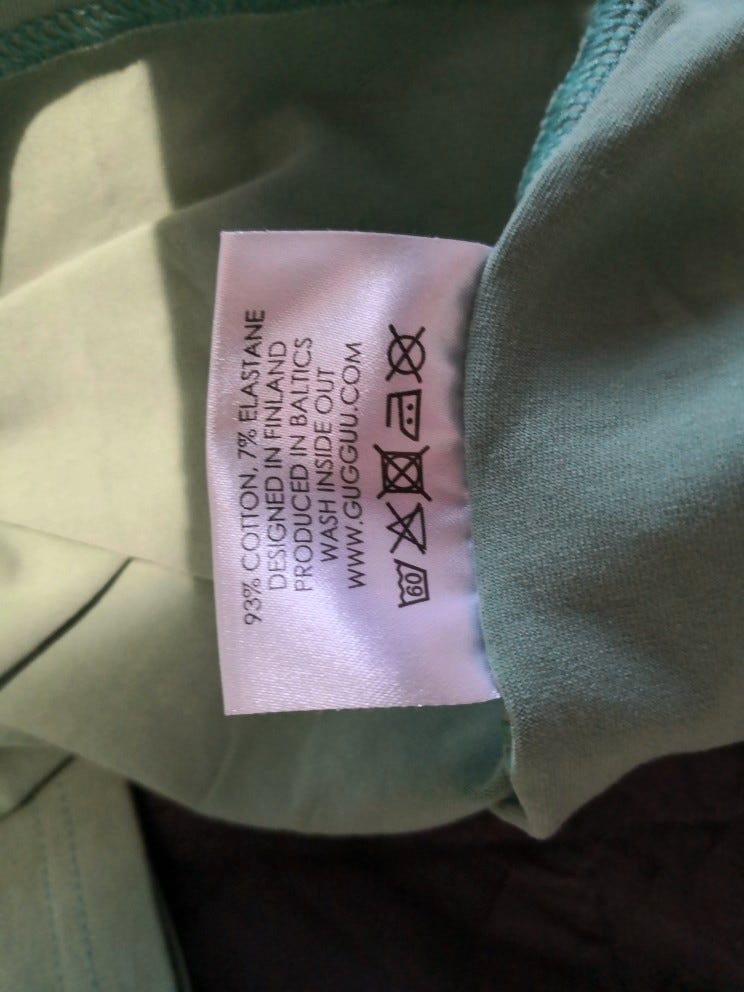 93% COTTON, 7% ELASTANE
DESIGNED IN FINLAND
PRODUCED IN BALTICS
WASH INSIDE OUT
WWW.GUGGUU.COM
60